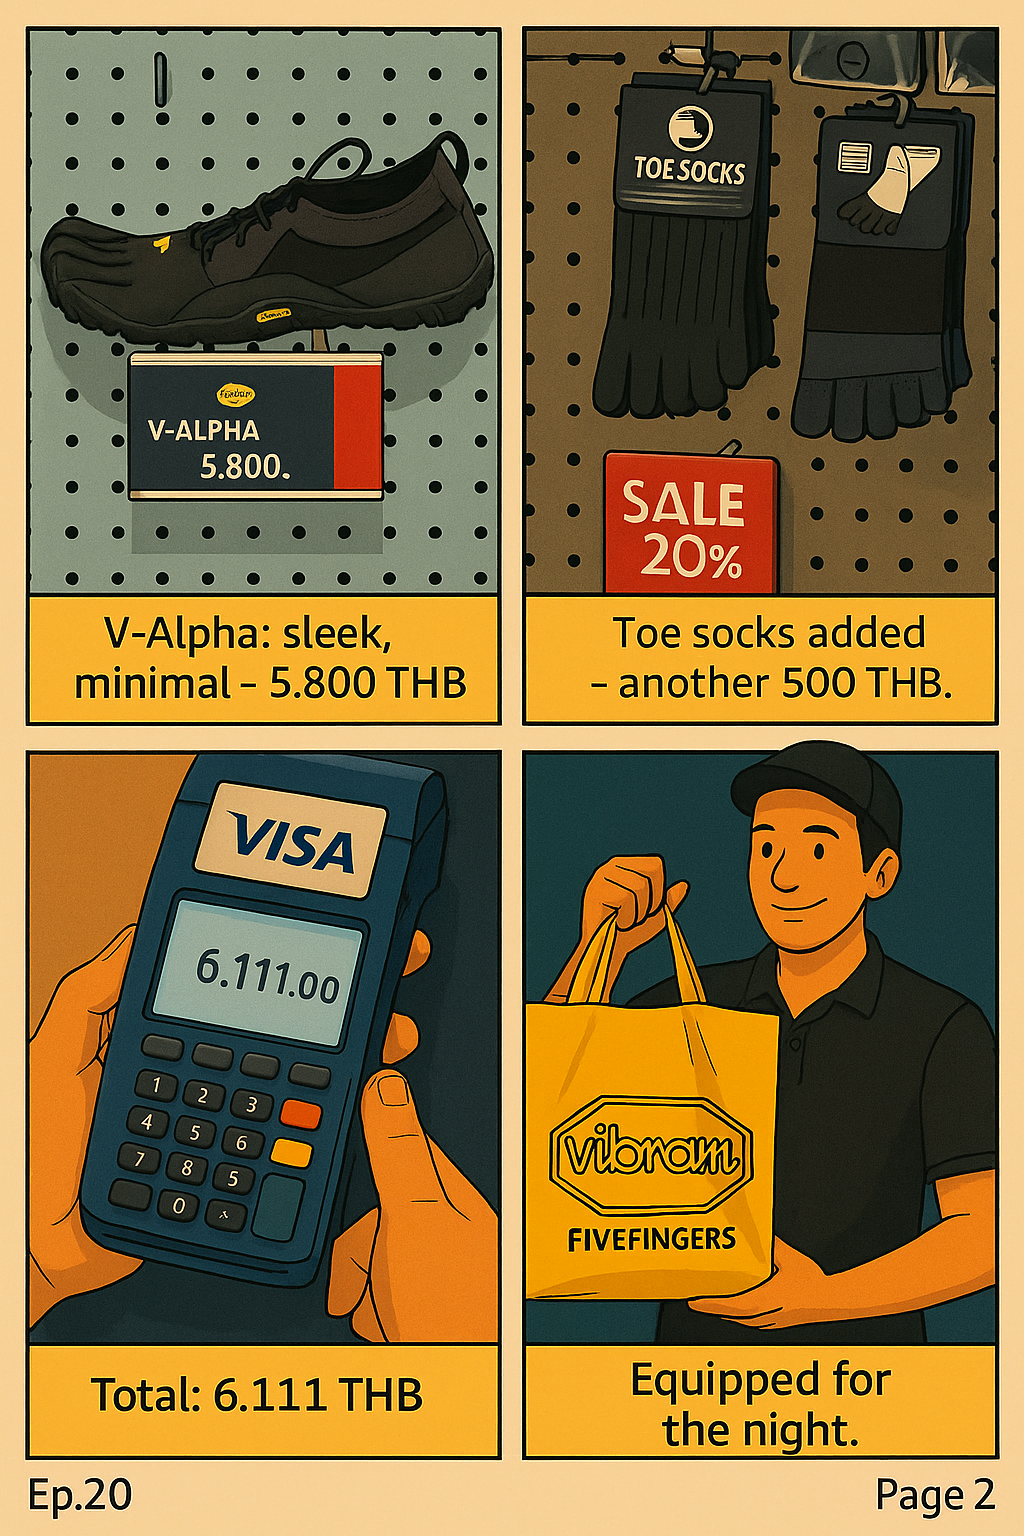 V-ALPHA
5.800.
V-Alpha: sleek,
minimal – 5.800 THB
TOE SOCKS
SALE
20%
Toe socks added
– another 500 THB.
VISA
6.111.00
1 2 3
4 5 6
7 8 5
0
Total: 6.111 THB
vibram
FIVEFINGERS
Equipped for
the night.
Ep.20
Page 2